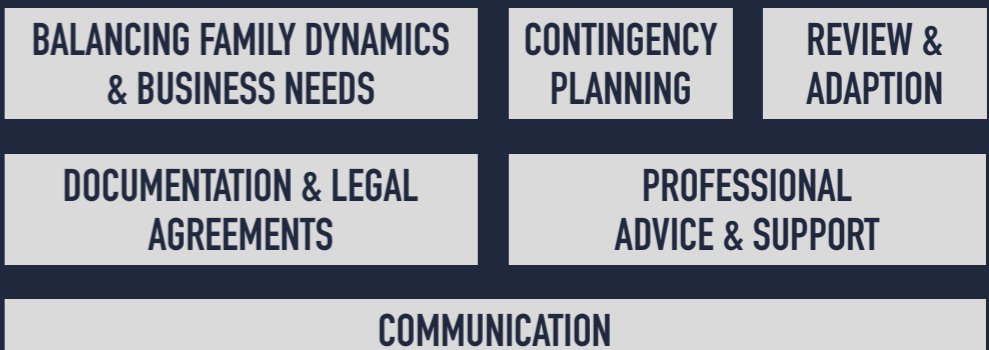 BALANCING FAMILY DYNAMICS
& BUSINESS NEEDS
CONTINGENCY
PLANNING
REVIEW &
ADAPTION
DOCUMENTATION & LEGAL
AGREEMENTS
PROFESSIONAL
ADVICE & SUPPORT
COMMUNICATION